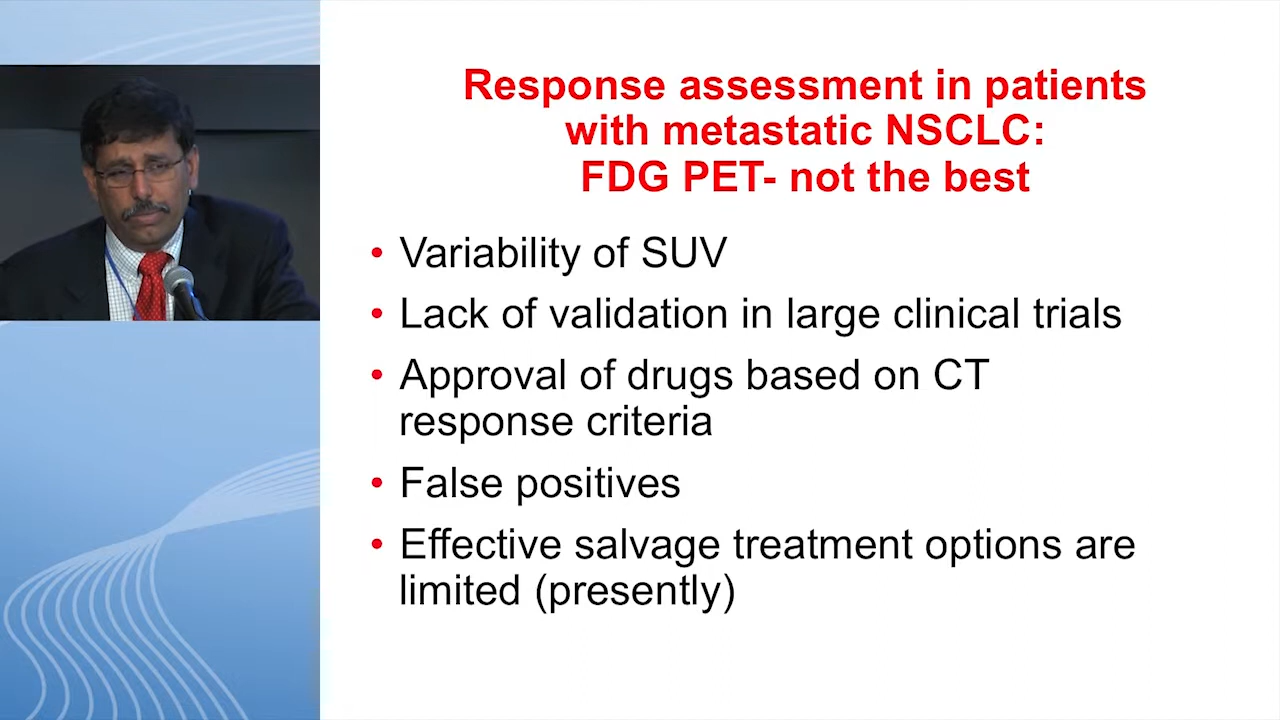 Response assessment in patients
with metastatic NSCLC:
FDG PET- not the best
• Variability of SUV
• Lack of validation in large clinical trials
• Approval of drugs based on CT
response criteria
• False positives
• Effective salvage treatment options are
limited (presently)